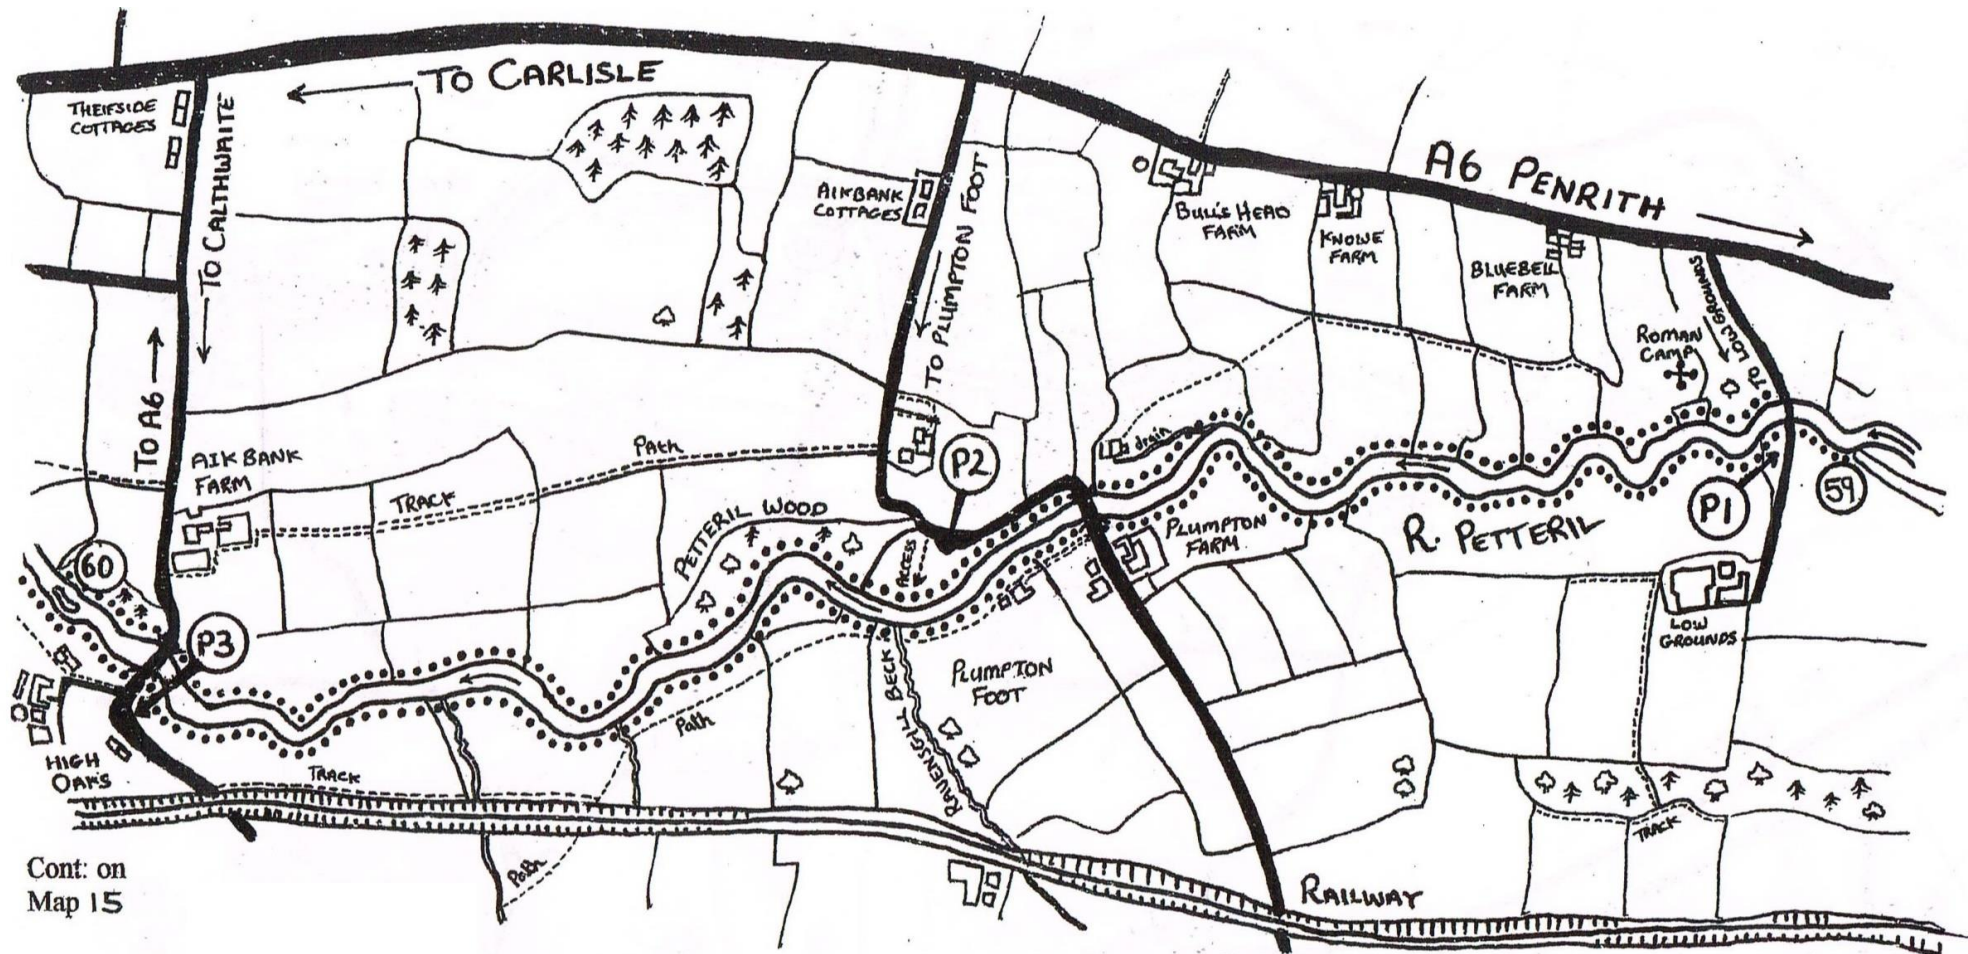 TO CARLISLE
THEIFSIDE
COTTAGES
TO CALTHWAITE
AIKBANK
COTTAGES
TO PLUMPTON FOOT
BULL'S HEAD
FARM
KNOWE
FARM
A6 PENRITH
BLUEBELL
FARM
TO LOW GROUNDS
ROMAN
CAMP
TO A6
AIK BANK
FARM
Path
TRACK
P2
drain
PETTERIL WOOD
ACCESS
PLUMPTON
FARM
R. PETTERIL
P1
59
60
P3
LOW
GROUNDS
RAVENSGILL BECK
PLUMPTON
FOOT
Path
HIGH
OAKS
TRACK
TRACK
Path
RAILWAY
Cont: on
Map 15